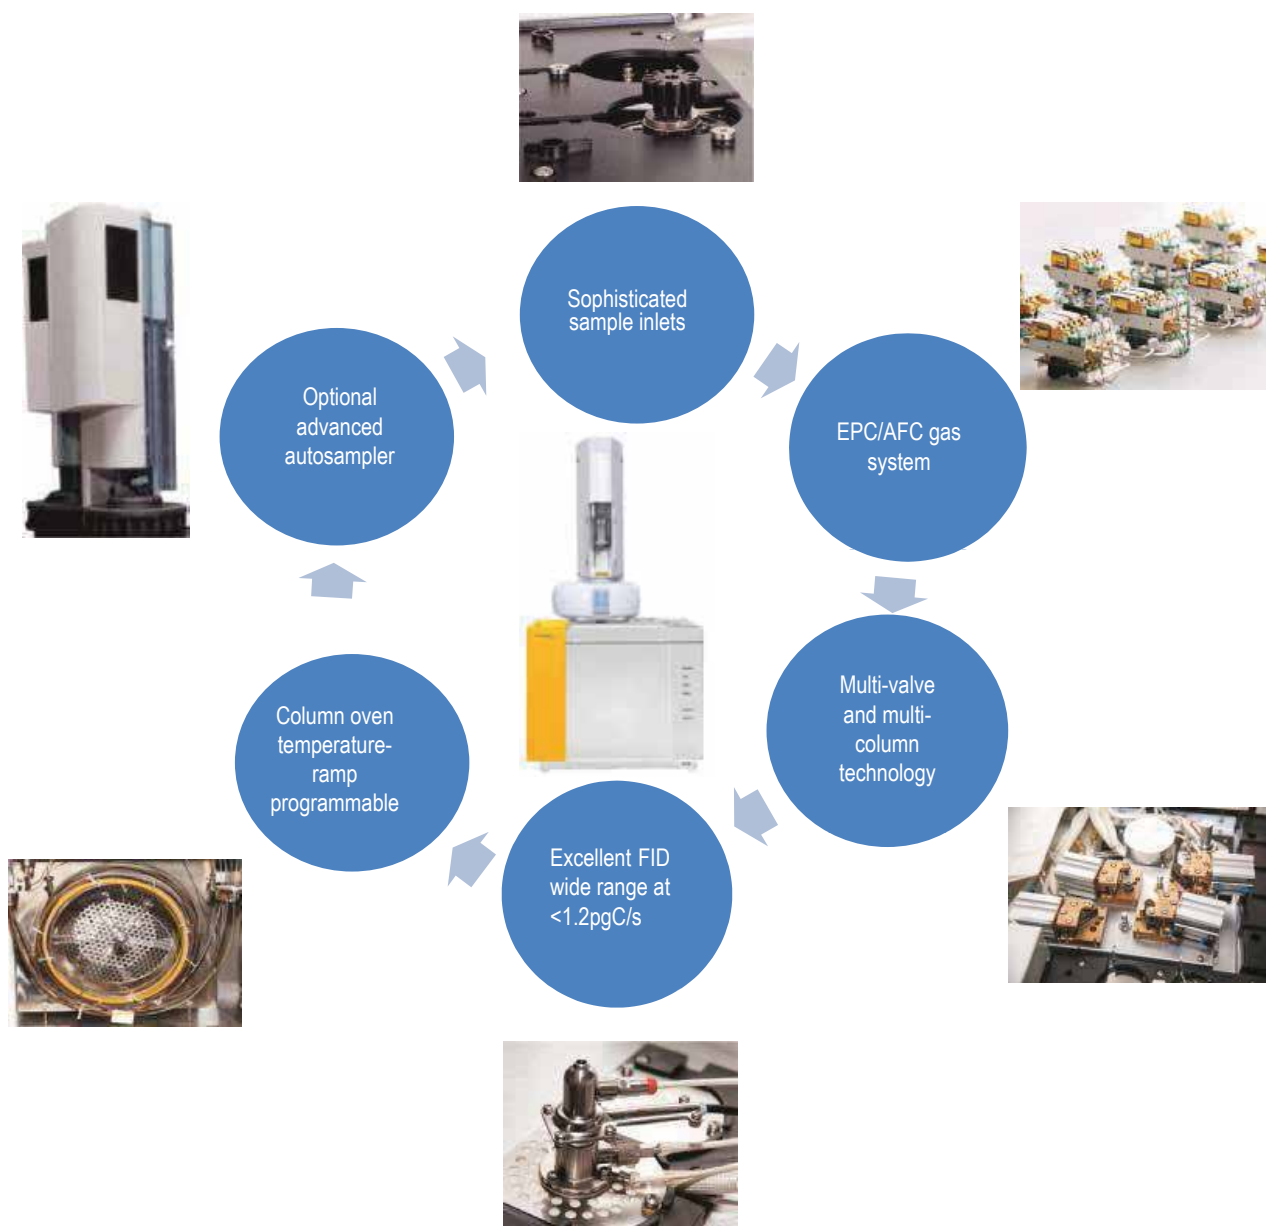 Sophisticated
sample inlets
EPC/AFC gas
system
Multi-valve
and multi-
column
technology
Excellent FID
wide range at
<1.2pgC/s
Column oven
temperature-
ramp
programmable
Optional
advanced
autosampler